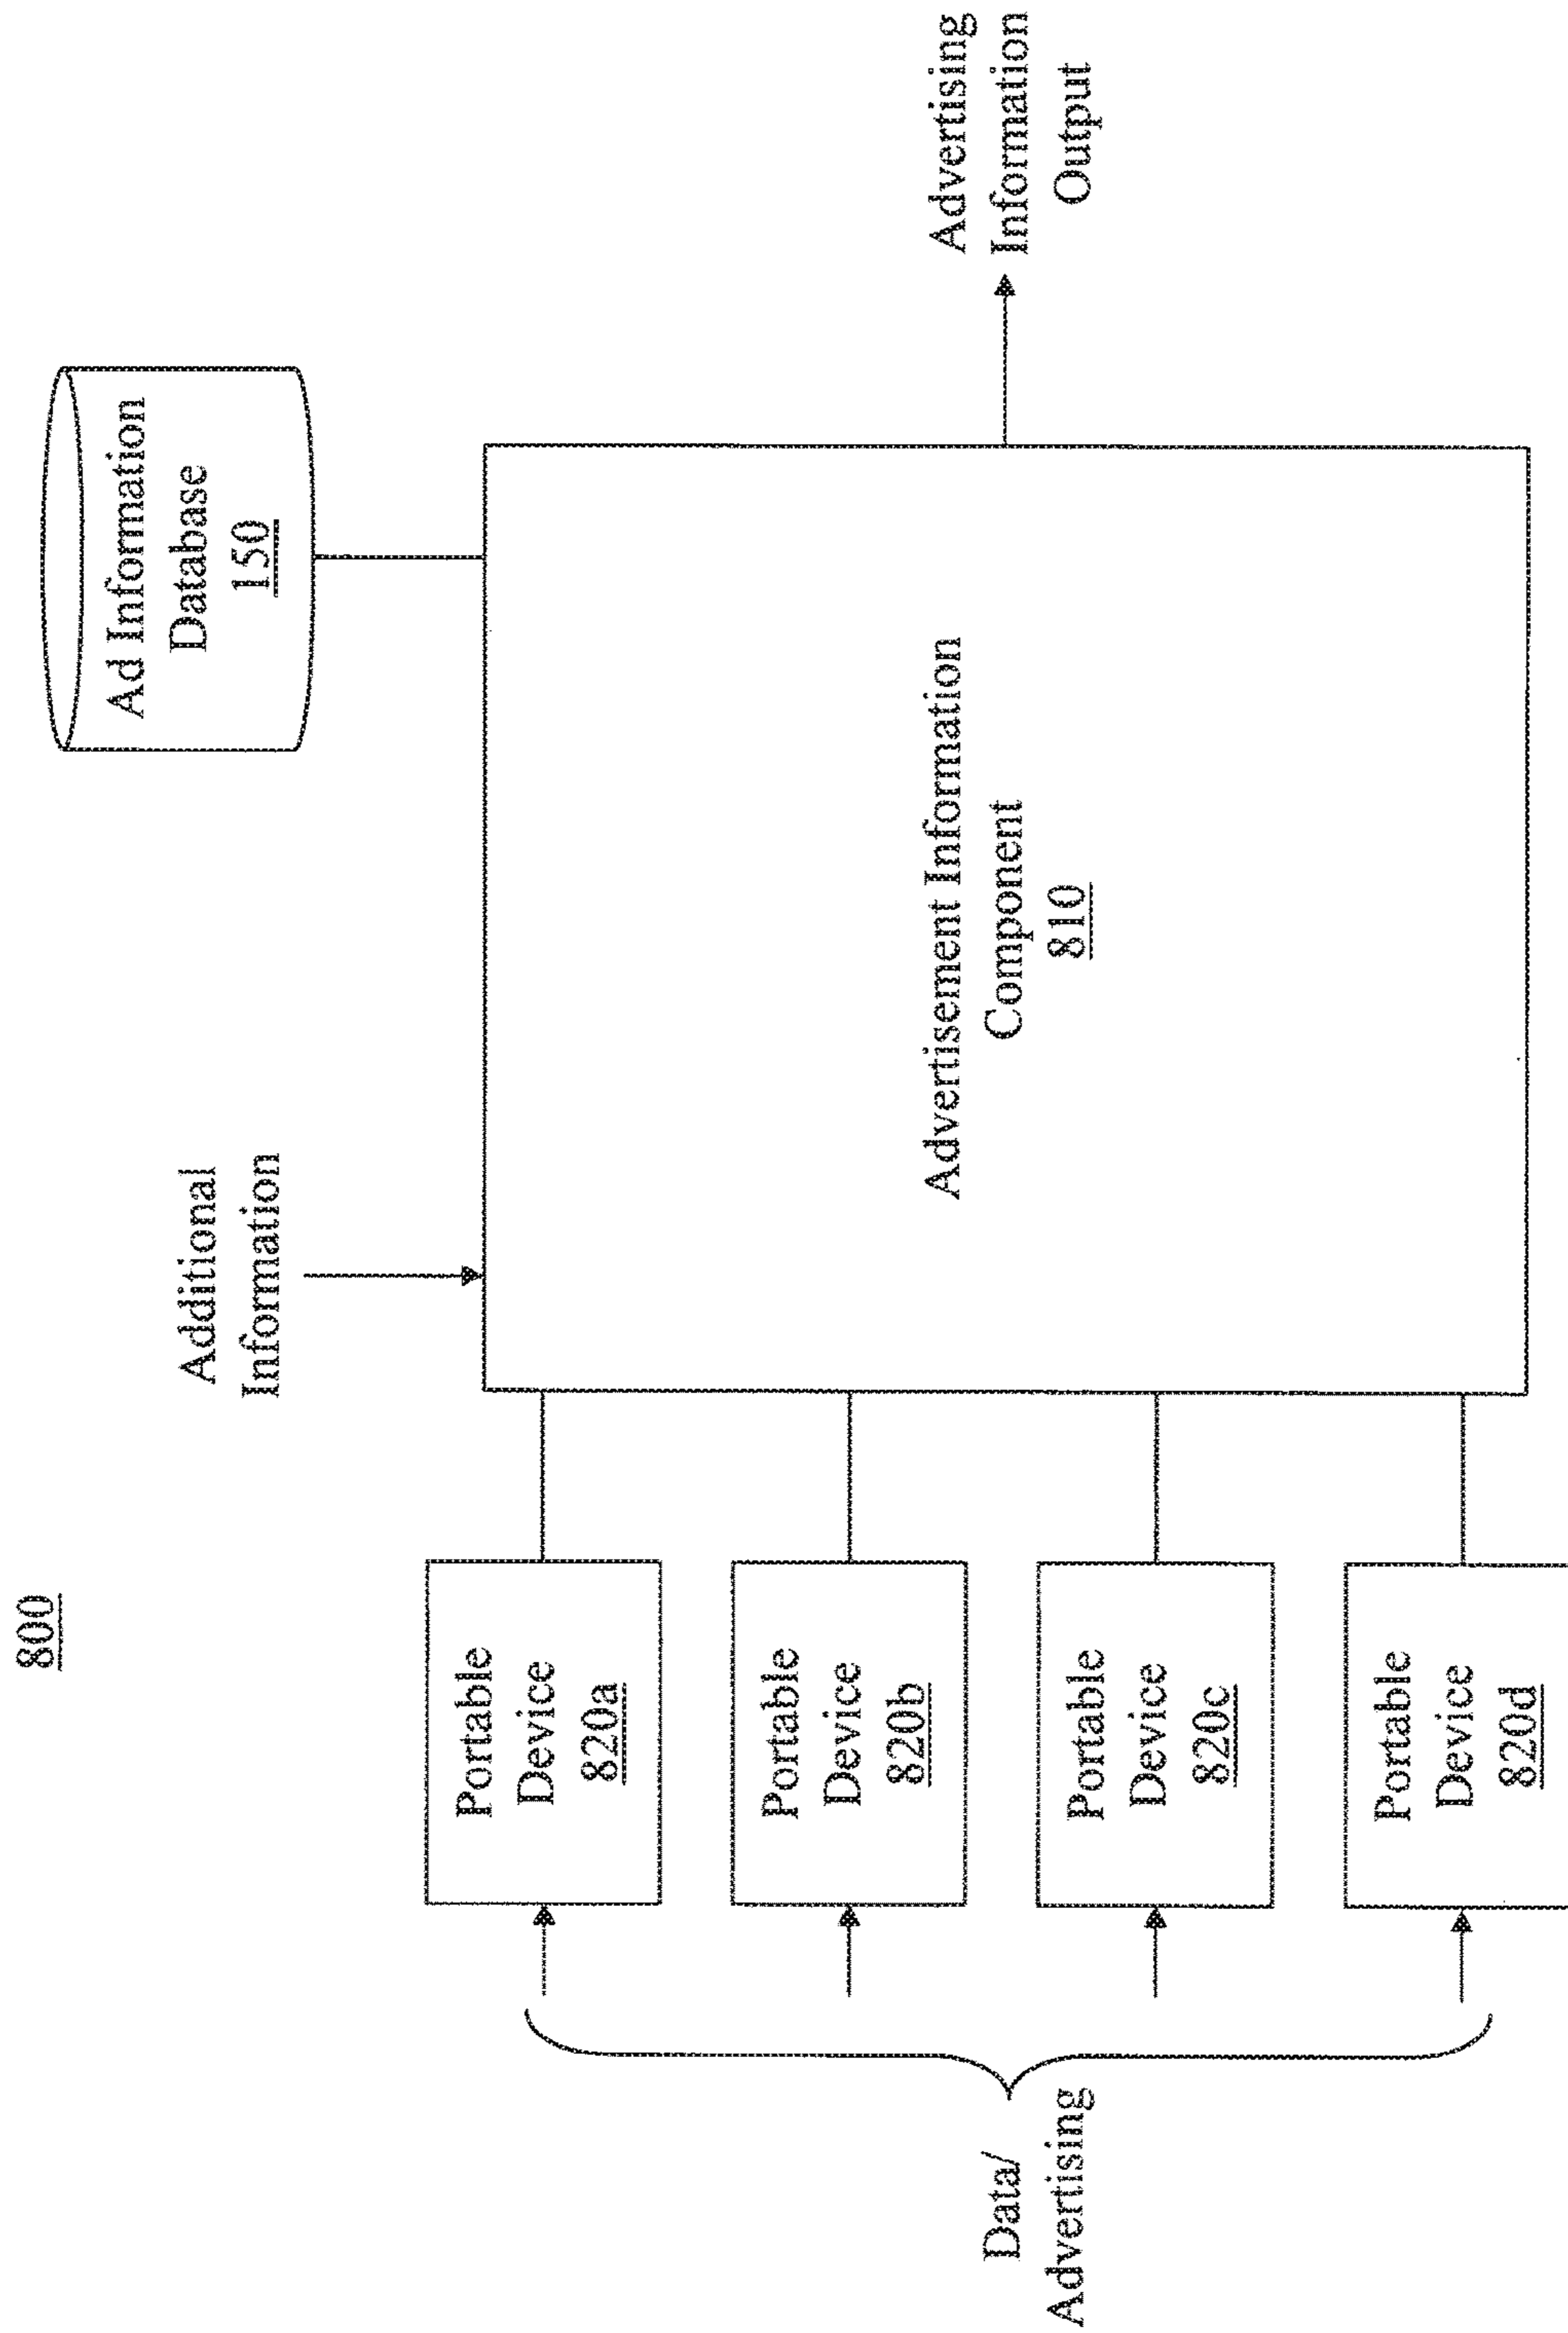 800
Additional
Information
Ad Information
Database
150
Portable
Device
820a
Portable
Device
820b
Portable
Device
820c
Portable
Device
820d
Data/
Advertising
Advertisement Information
Component
810
Advertising
Information
Output